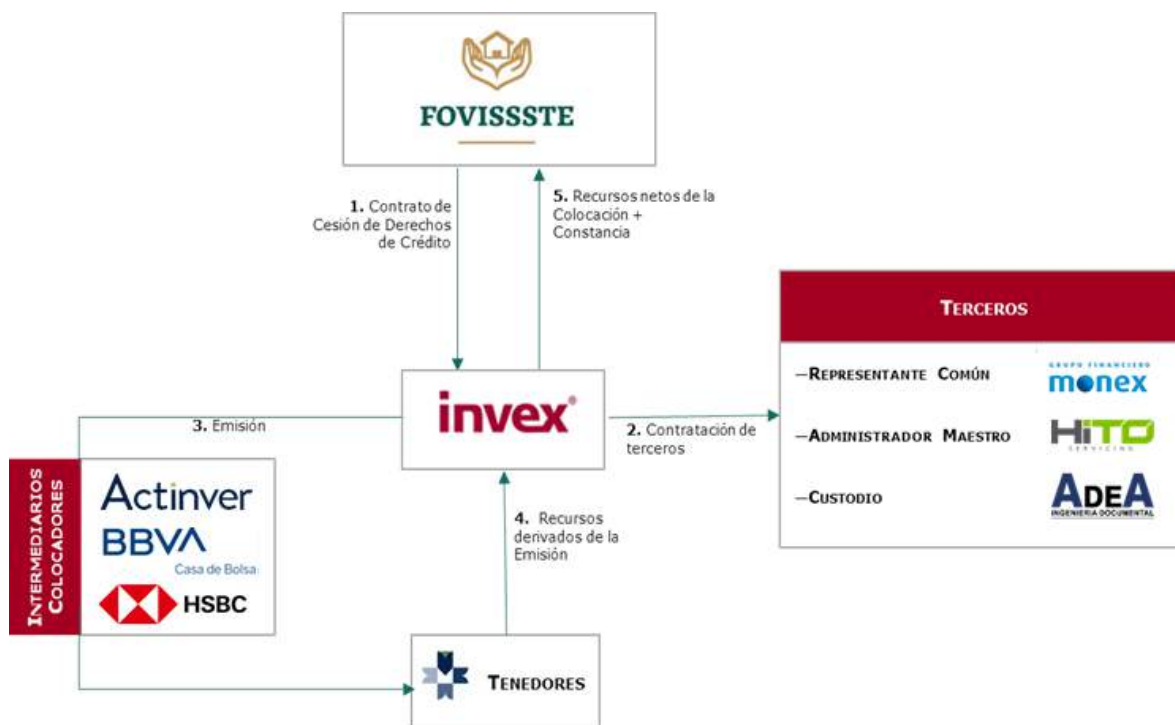 FOVISSSTE
1. Contrato de
Cesión de Derechos
de Crédito
5. Recursos netos de la
Colocación +
Constancia
TERCEROS
—REPRESENTANTE COMÚN
GRUPO FINANCIERO
monex
—ADMINISTRADOR MAESTRO
HiTO
SERVICING
—CUSTODIO
ADEA
INGENIERIA DOCUMENTAL
invex®
2. Contratación de
terceros
3. Emisión
INTERMEDIARIOS
COLOCADORES
Actinver
BBVA
Casa de Bolsa
HSBC
4. Recursos
derivados de la
Emisión
TENEDORES